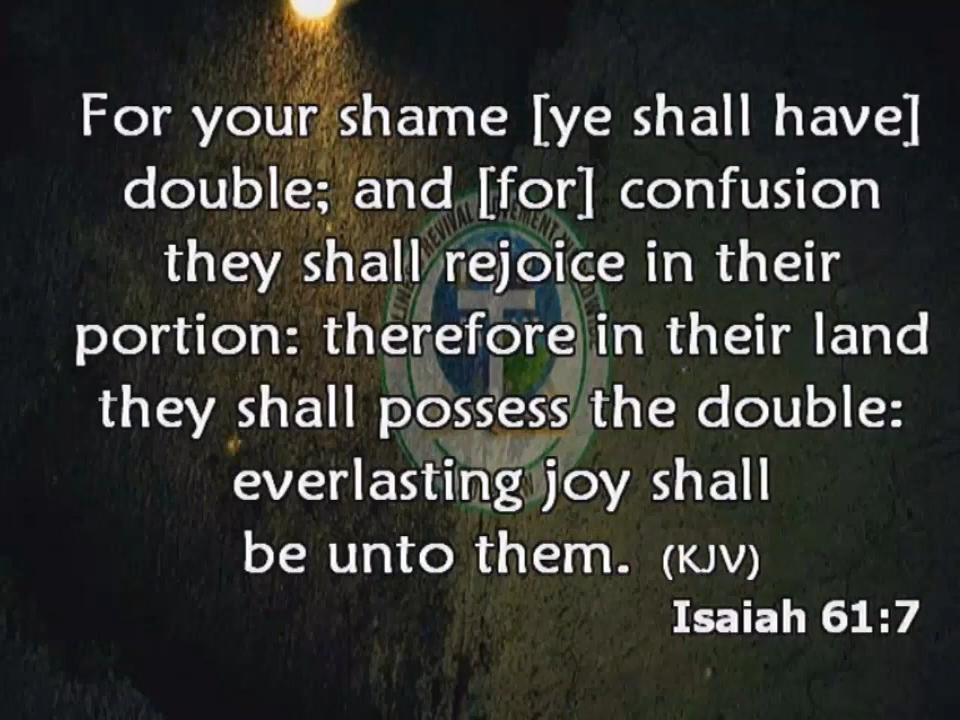 For your shame [ye shall have]
double; and [for] confusion
they shall rejoice in their
portion: therefore in their land
they shall possess the double:
everlasting joy shall
be unto them. (KJV)
Isaiah 61:7
REVIVAL